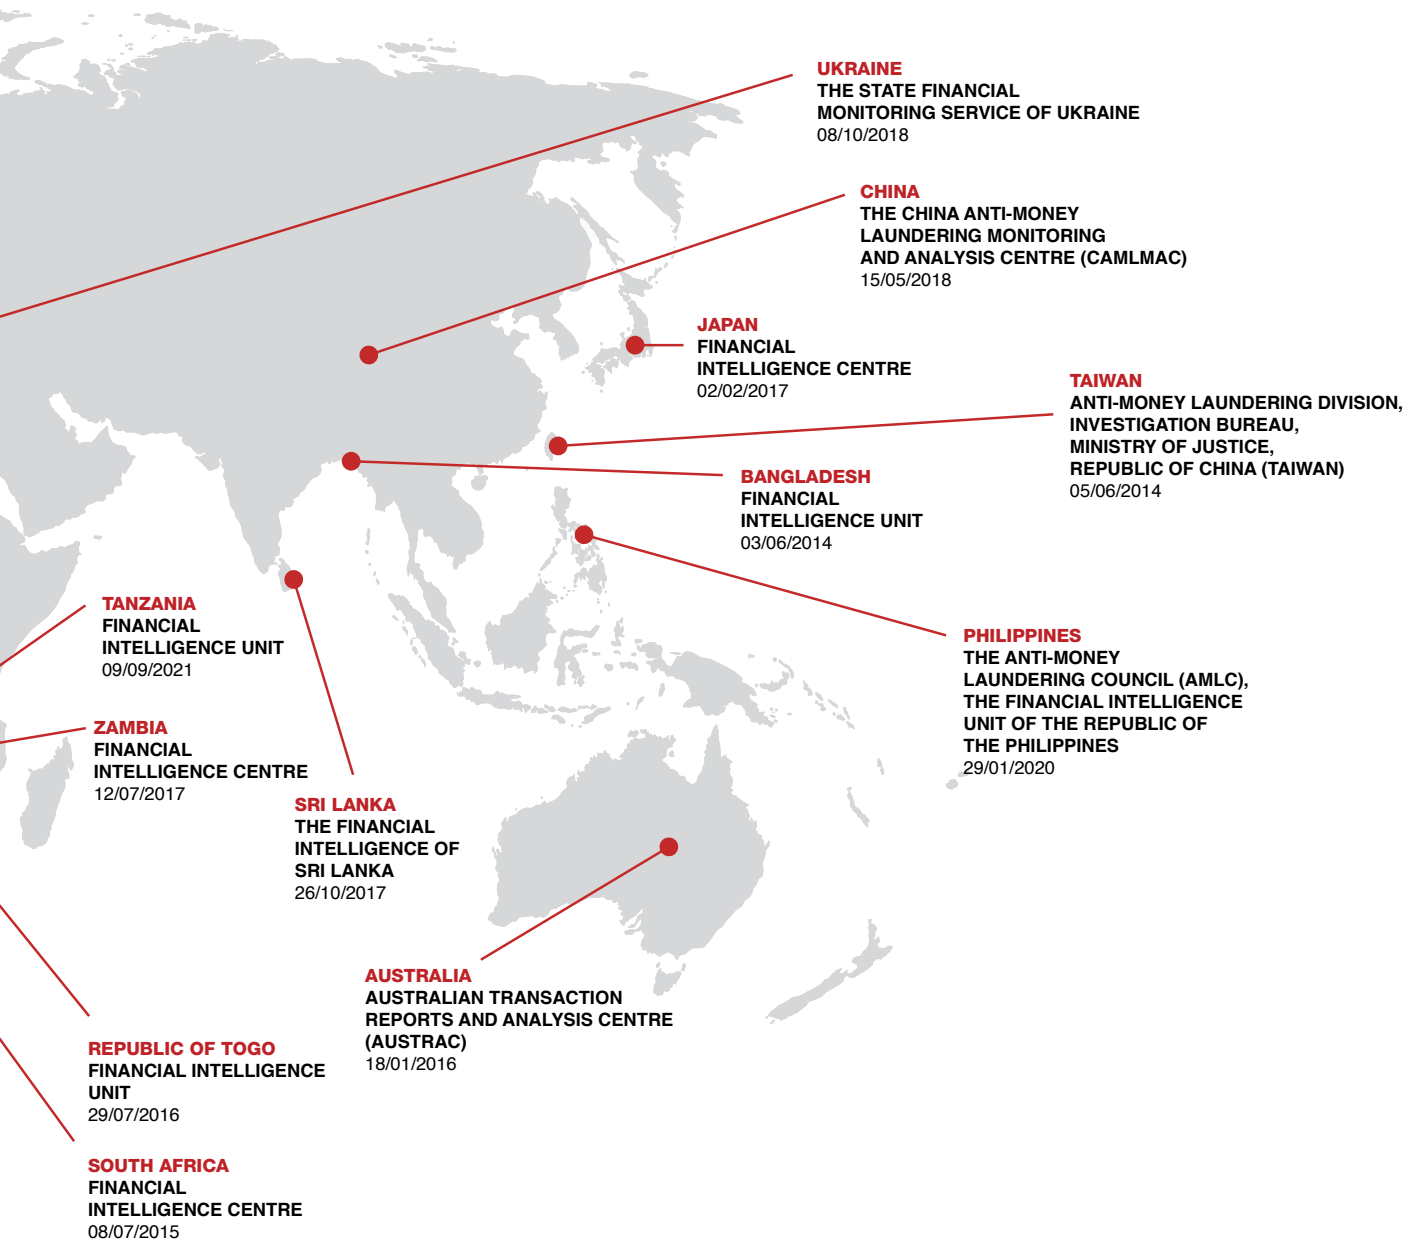 UKRAINE
THE STATE FINANCIAL
MONITORING SERVICE OF UKRAINE
08/10/2018
CHINA
THE CHINA ANTI-MONEY
LAUNDERING MONITORING
AND ANALYSIS CENTRE (CAMLMAC)
15/05/2018
JAPAN
FINANCIAL
INTELLIGENCE CENTRE
02/02/2017
TAIWAN
ANTI-MONEY LAUNDERING DIVISION,
INVESTIGATION BUREAU,
MINISTRY OF JUSTICE,
REPUBLIC OF CHINA (TAIWAN)
05/06/2014
BANGLADESH
FINANCIAL
INTELLIGENCE UNIT
03/06/2014
TANZANIA
FINANCIAL
INTELLIGENCE UNIT
09/09/2021
PHILIPPINES
THE ANTI-MONEY
LAUNDERING COUNCIL (AMLC),
THE FINANCIAL INTELLIGENCE
UNIT OF THE REPUBLIC OF
THE PHILIPPINES
29/01/2020
ZAMBIA
FINANCIAL
INTELLIGENCE CENTRE
12/07/2017
SRI LANKA
THE FINANCIAL
INTELLIGENCE OF
SRI LANKA
26/10/2017
AUSTRALIA
AUSTRALIAN TRANSACTION
REPORTS AND ANALYSIS CENTRE
(AUSTRAC)
18/01/2016
REPUBLIC OF TOGO
FINANCIAL INTELLIGENCE
UNIT
29/07/2016
SOUTH AFRICA
FINANCIAL
INTELLIGENCE CENTRE
08/07/2015